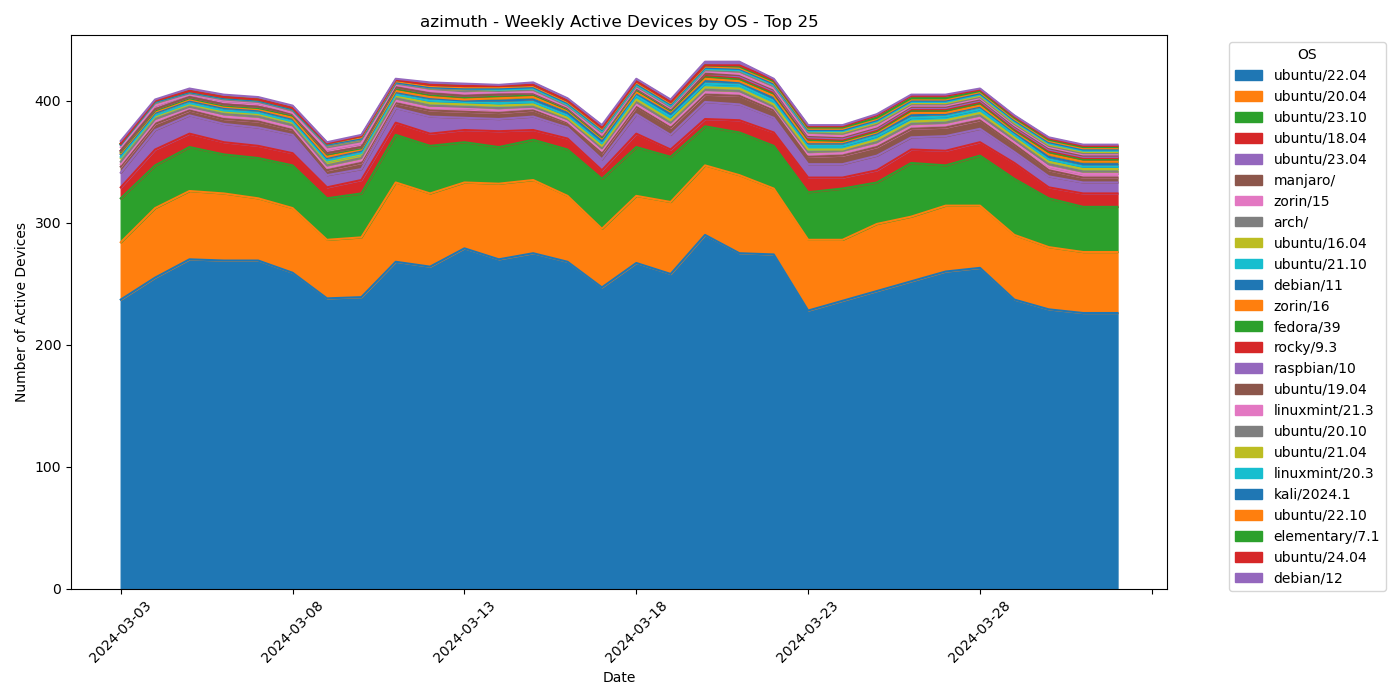 azimuth - Weekly Active Devices by OS - Top 25
Number of Active Devices
400
300
200
100
0
2024-03-03
2024-03-08
2024-03-13
2024-03-18
2024-03-23
2024-03-28
Date
OS
ubuntu/22.04
ubuntu/20.04
ubuntu/23.10
ubuntu/18.04
ubuntu/23.04
manjaro/
zorin/15
arch/
ubuntu/16.04
ubuntu/21.10
debian/11
zorin/16
fedora/39
rocky/9.3
raspbian/10
ubuntu/19.04
linuxmint/21.3
ubuntu/20.10
ubuntu/21.04
linuxmint/20.3
kali/2024.1
ubuntu/22.10
elementary/7.1
ubuntu/24.04
debian/12